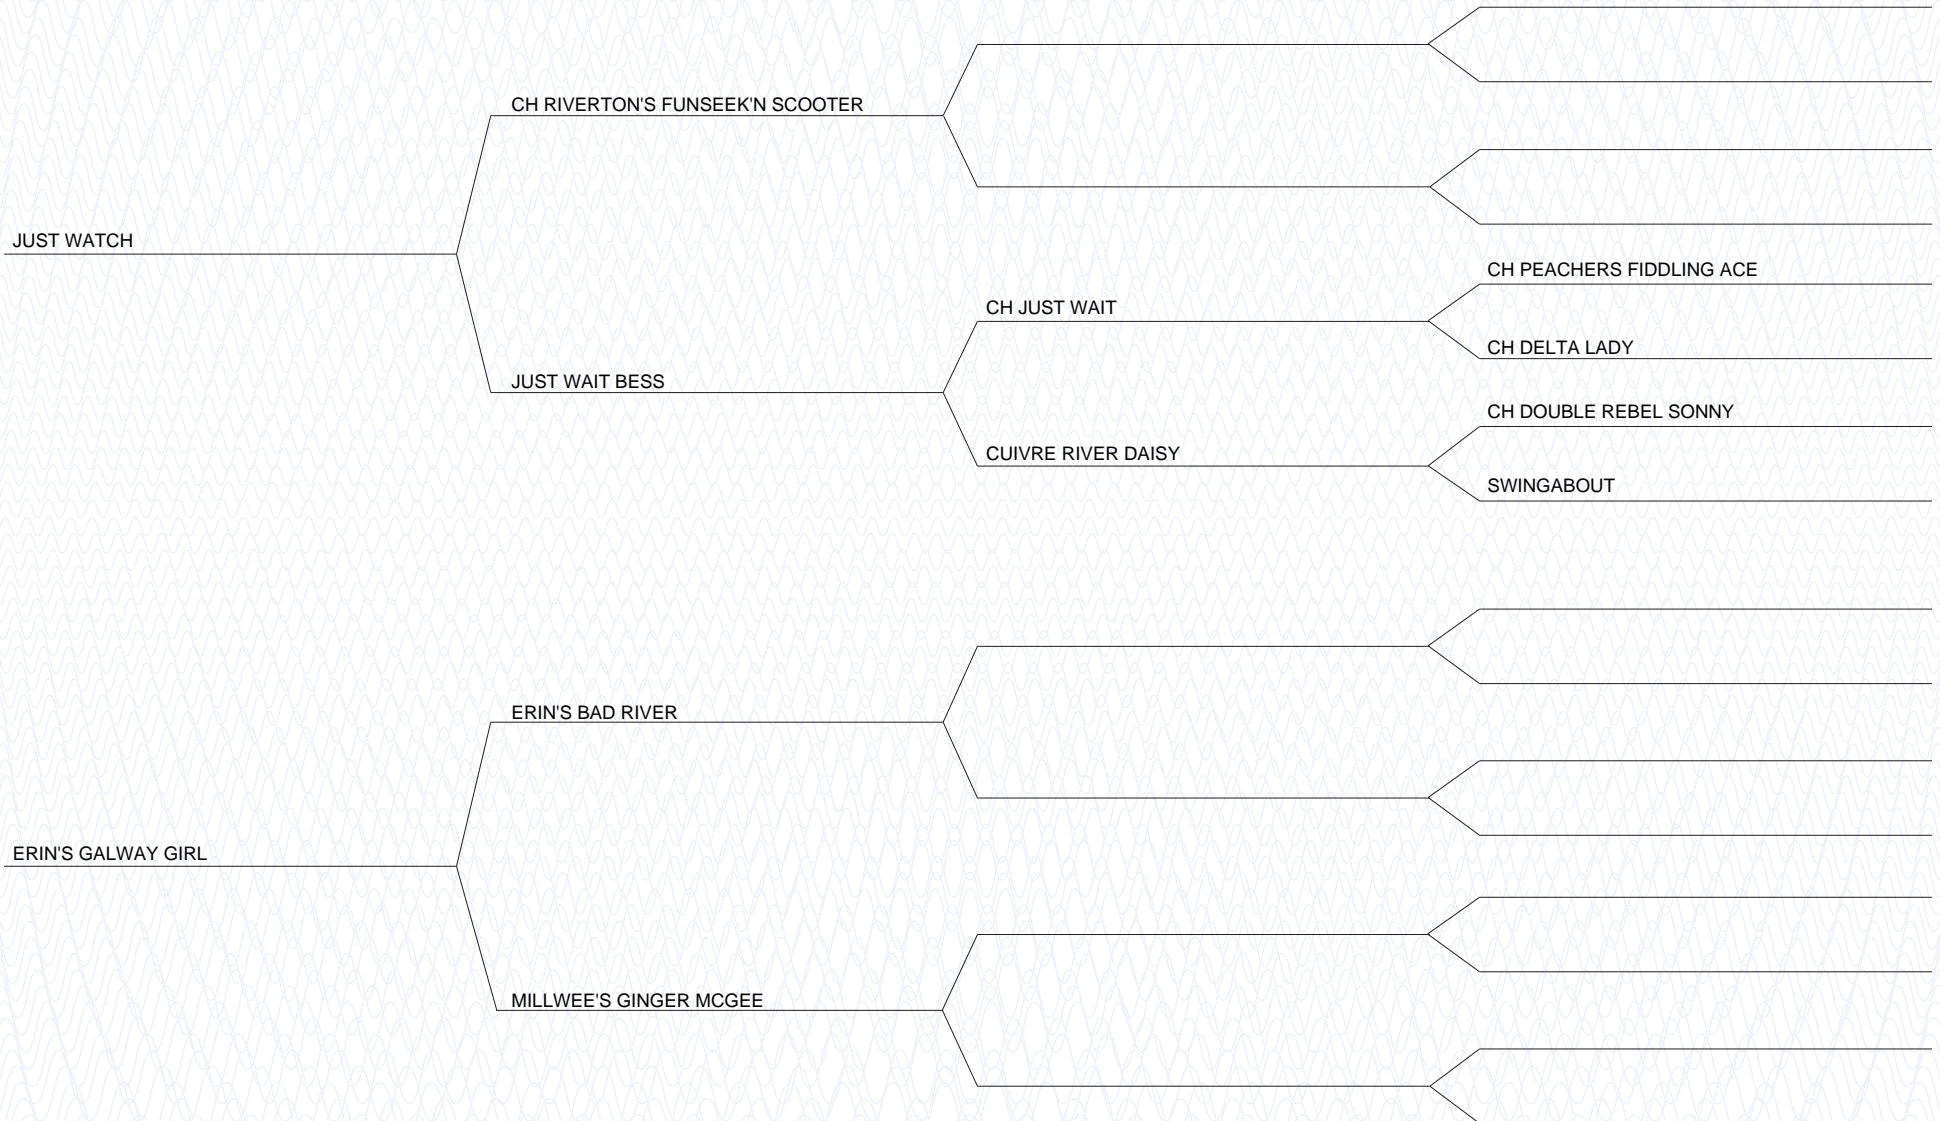 CH RIVERTON'S FUNSEEK'N SCOOTER
JUST WATCH
CH PEACHERS FIDDLING ACE
CH JUST WAIT
CH DELTA LADY
JUST WAIT BESS
CH DOUBLE REBEL SONNY
CUIVRE RIVER DAISY
SWINGABOUT
ERIN'S BAD RIVER
ERIN'S GALWAY GIRL
MILLWEE'S GINGER MCGEE